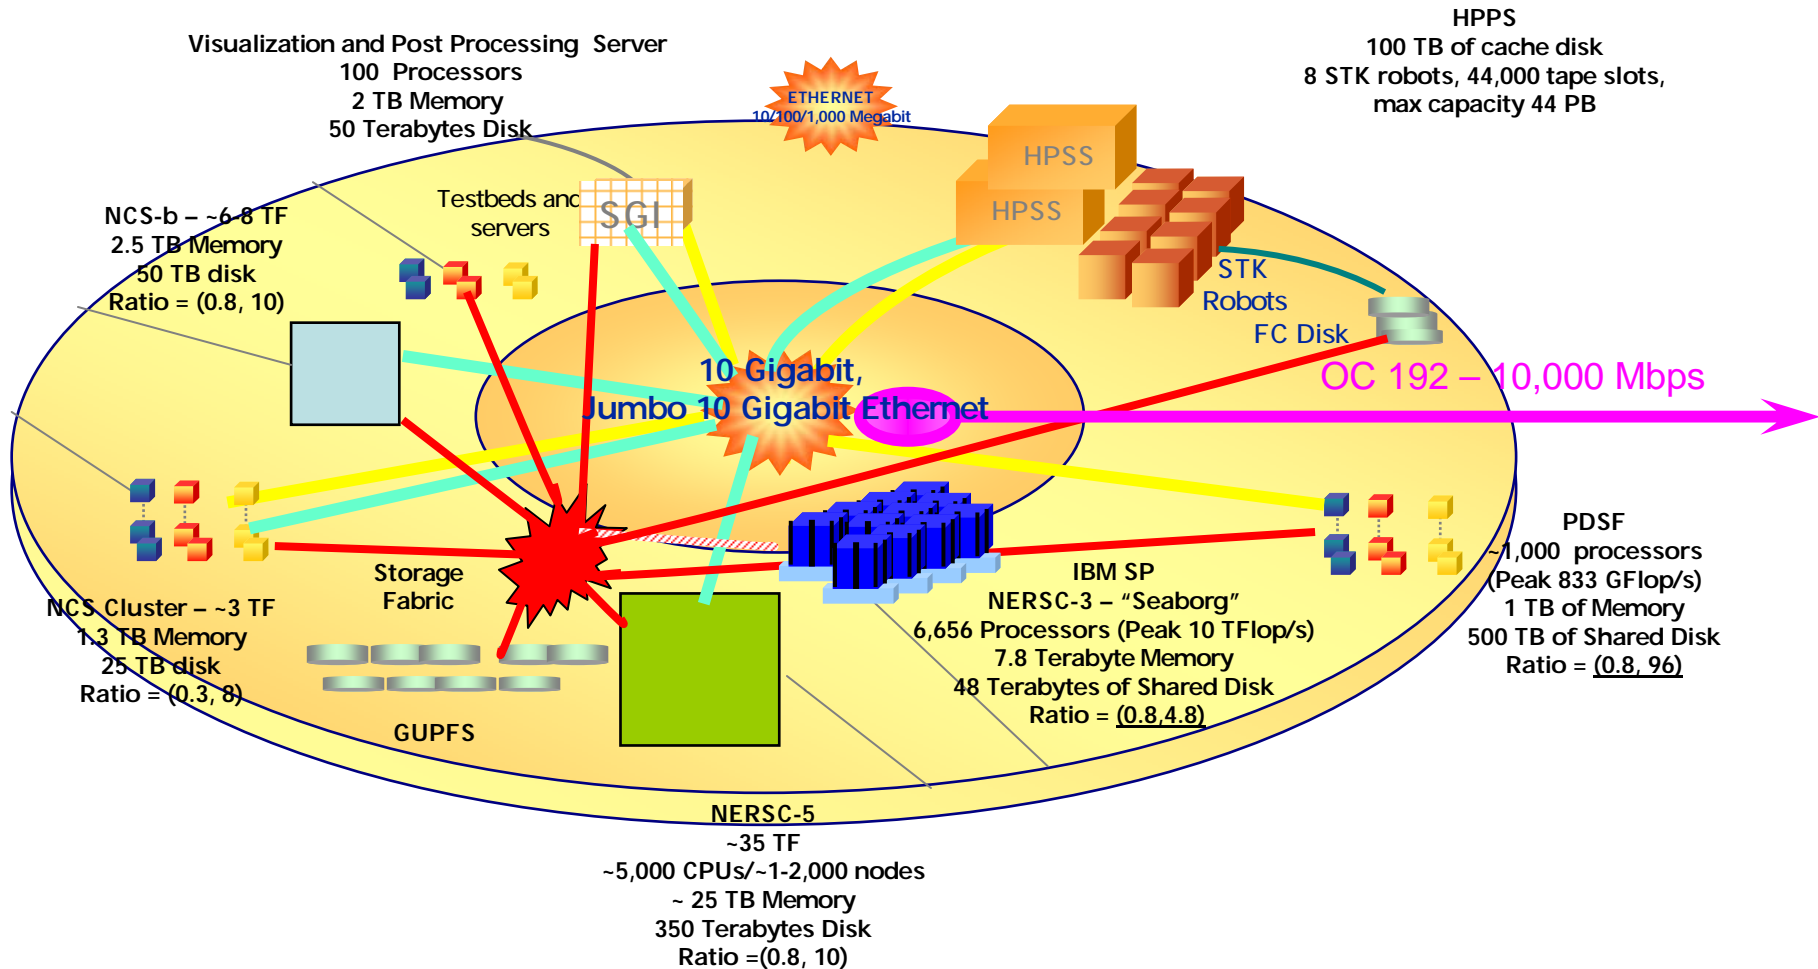 Visualization and Post Processing Server
100 Processors
2 TB Memory
50 Terabytes Disk
ETHERNET
10/100/1,000 Megabit
HPPS
100 TB of cache disk
8 STK robots, 44,000 tape slots,
max capacity 44 PB
HPSS
HPSS
Testbeds and
servers
SGI
NCS-b – ~6-8 TF
2.5 TB Memory
50 TB disk
Ratio = (0.8, 10)
STK
Robots
FC Disk
10 Gigabit,
Jumbo 10 Gigabit Ethernet
OC 192 – 10,000 Mbps
Storage
Fabric
NCS Cluster – ~3 TF
1.3 TB Memory
25 TB disk
Ratio = (0.3, 8)
GUPFS
IBM SP
NERSC-3 – “Seaborg”
6,656 Processors (Peak 10 TFlop/s)
7.8 Terabyte Memory
48 Terabytes of Shared Disk
Ratio = (0.8,4.8)
PDSF
~1,000 processors
(Peak 833 GFlop/s)
1 TB of Memory
500 TB of Shared Disk
Ratio = (0.8, 96)
NERSC-5
~35 TF
~5,000 CPUs/~1-2,000 nodes
~ 25 TB Memory
350 Terabytes Disk
Ratio =(0.8, 10)